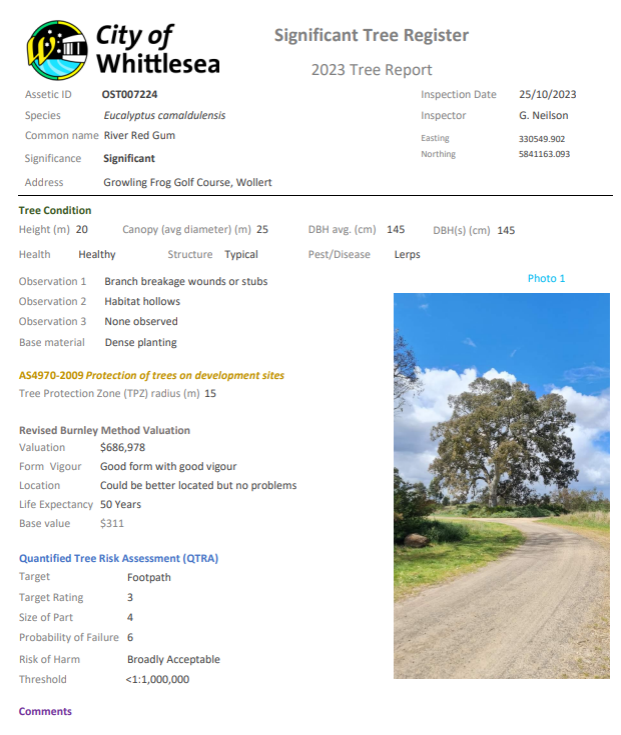 City of
Whittlesea
Significant Tree Register
2023 Tree Report
Assetic ID OST007224
Inspection Date 25/10/2023
Species Eucalyptus camaldulensis
Inspector G. Neilson
Common name River Red Gum
Easting 330549.902
Significance Significant
Northing 5841163.093
Address Growling Frog Golf Course, Wollert
Tree Condition
Height (m) 20 Canopy (avg diameter) (m) 25 DBH avg. (cm) 145 DBH(s) (cm) 145
Health Healthy Structure Typical Pest/Disease Lerps
Observation 1 Branch breakage wounds or stubs
Observation 2 Habitat hollows
Observation 3 None observed
Base material Dense planting
Photo 1
AS4970-2009 Protection of trees on development sites
Tree Protection Zone (TPZ) radius (m) 15
Revised Burnley Method Valuation
Valuation $686,978
Form Vigour Good form with good vigour
Location Could be better located but no problems
Life Expectancy 50 Years
Base value $311
Quantified Tree Risk Assessment (QTRA)
Target Footpath
Target Rating 3
Size of Part 4
Probability of Failure 6
Risk of Harm Broadly Acceptable
Threshold <1:1,000,000
Comments